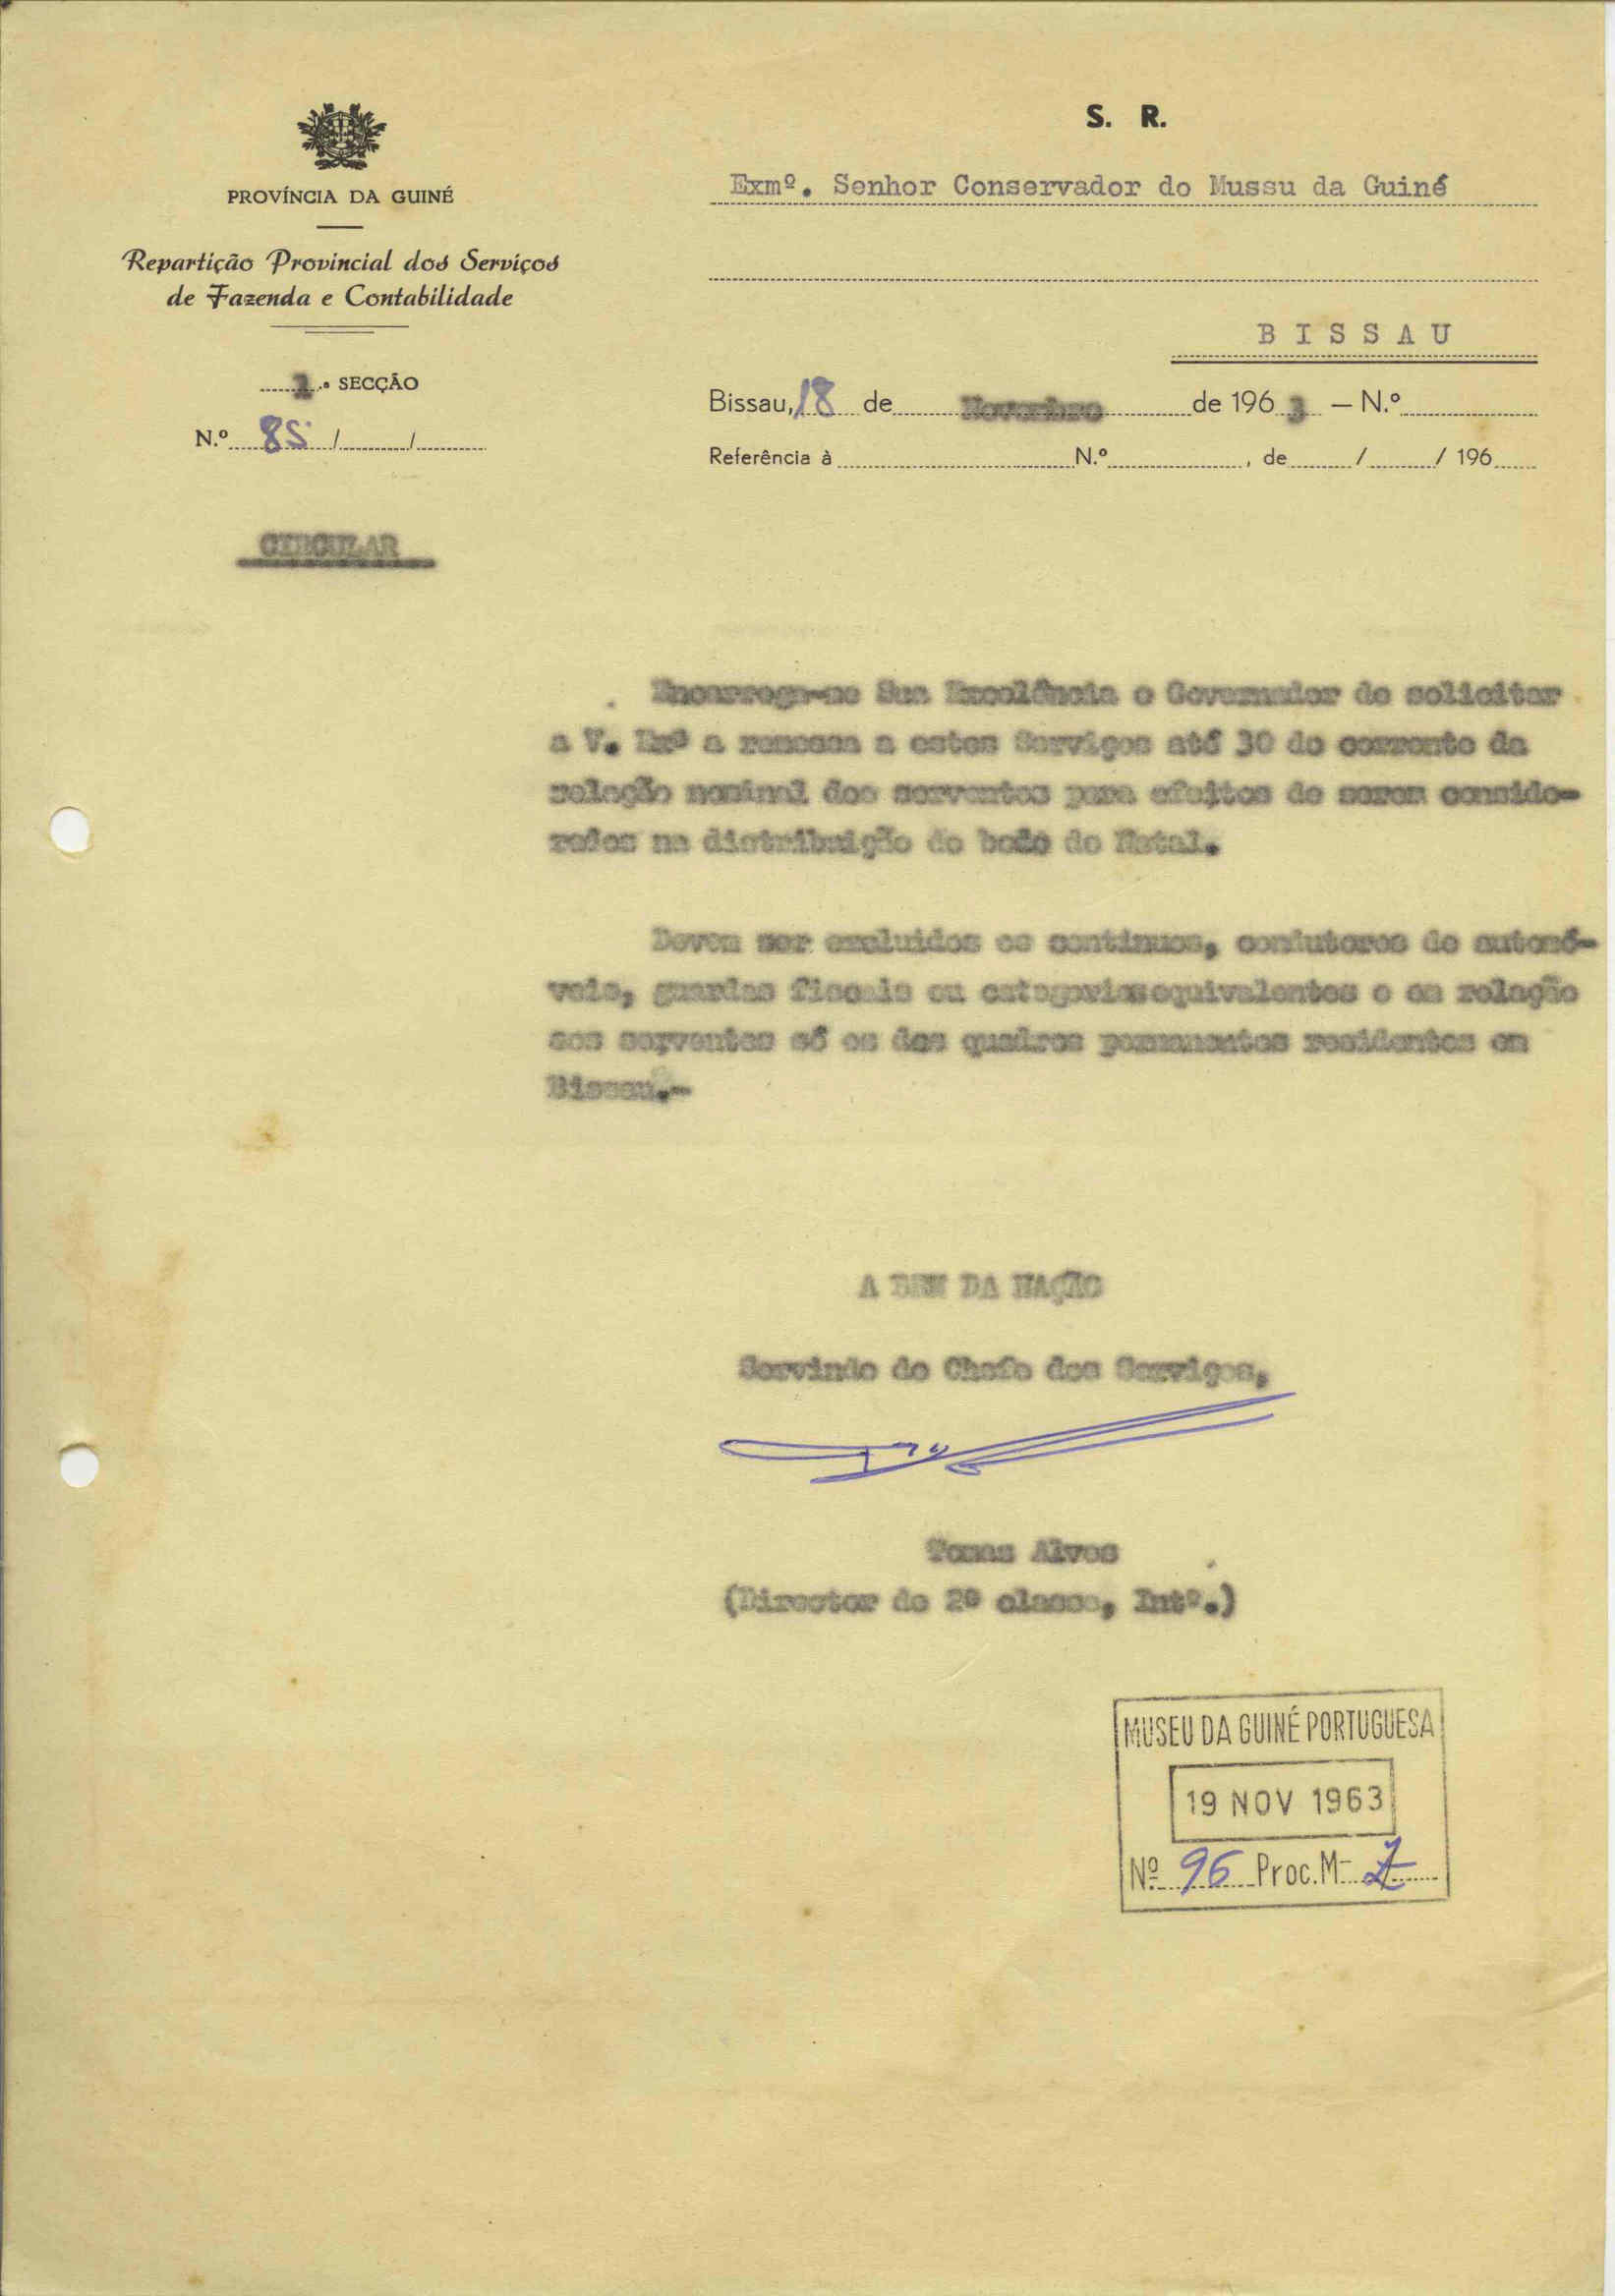 S. R.
PROVÍNCIA DA GUINÉ
Repartição Provincial dos Serviços
de Fazenda e Contabilidade
.ª SECÇÃO
N.º 85 / /
Exmº. Senhor Conservador do Mussu da Guiné
B I S S A U
Bissau, 18 de Novembro de 196 3 — N.º
Referência à N.º , de / / 196
CIRCULAR
Encarrega-me Sua Excelência o Governador de solicitar
a V. Exª a remessa a estes Serviços até 30 do corrente da
relação nominal dos serventes para efeitos de serem conside-
rados na distribuição do bodo do Natal.
Devem ser excluidos os continuos, condutores de automó-
veis, guardas fiscais ou categorias equivalentes e em relação
aos serventes só os dos quadros permanentes residentes em
Bissau.-
A BEM DA NAÇÃO
Servindo de Chefe dos Serviços,
Tomas Alves
(Director de 2ª classe, Intº.)
MUSEU DA GUINÉ PORTUGUESA
19 NOV 1963
Nº 96 Proc. M-